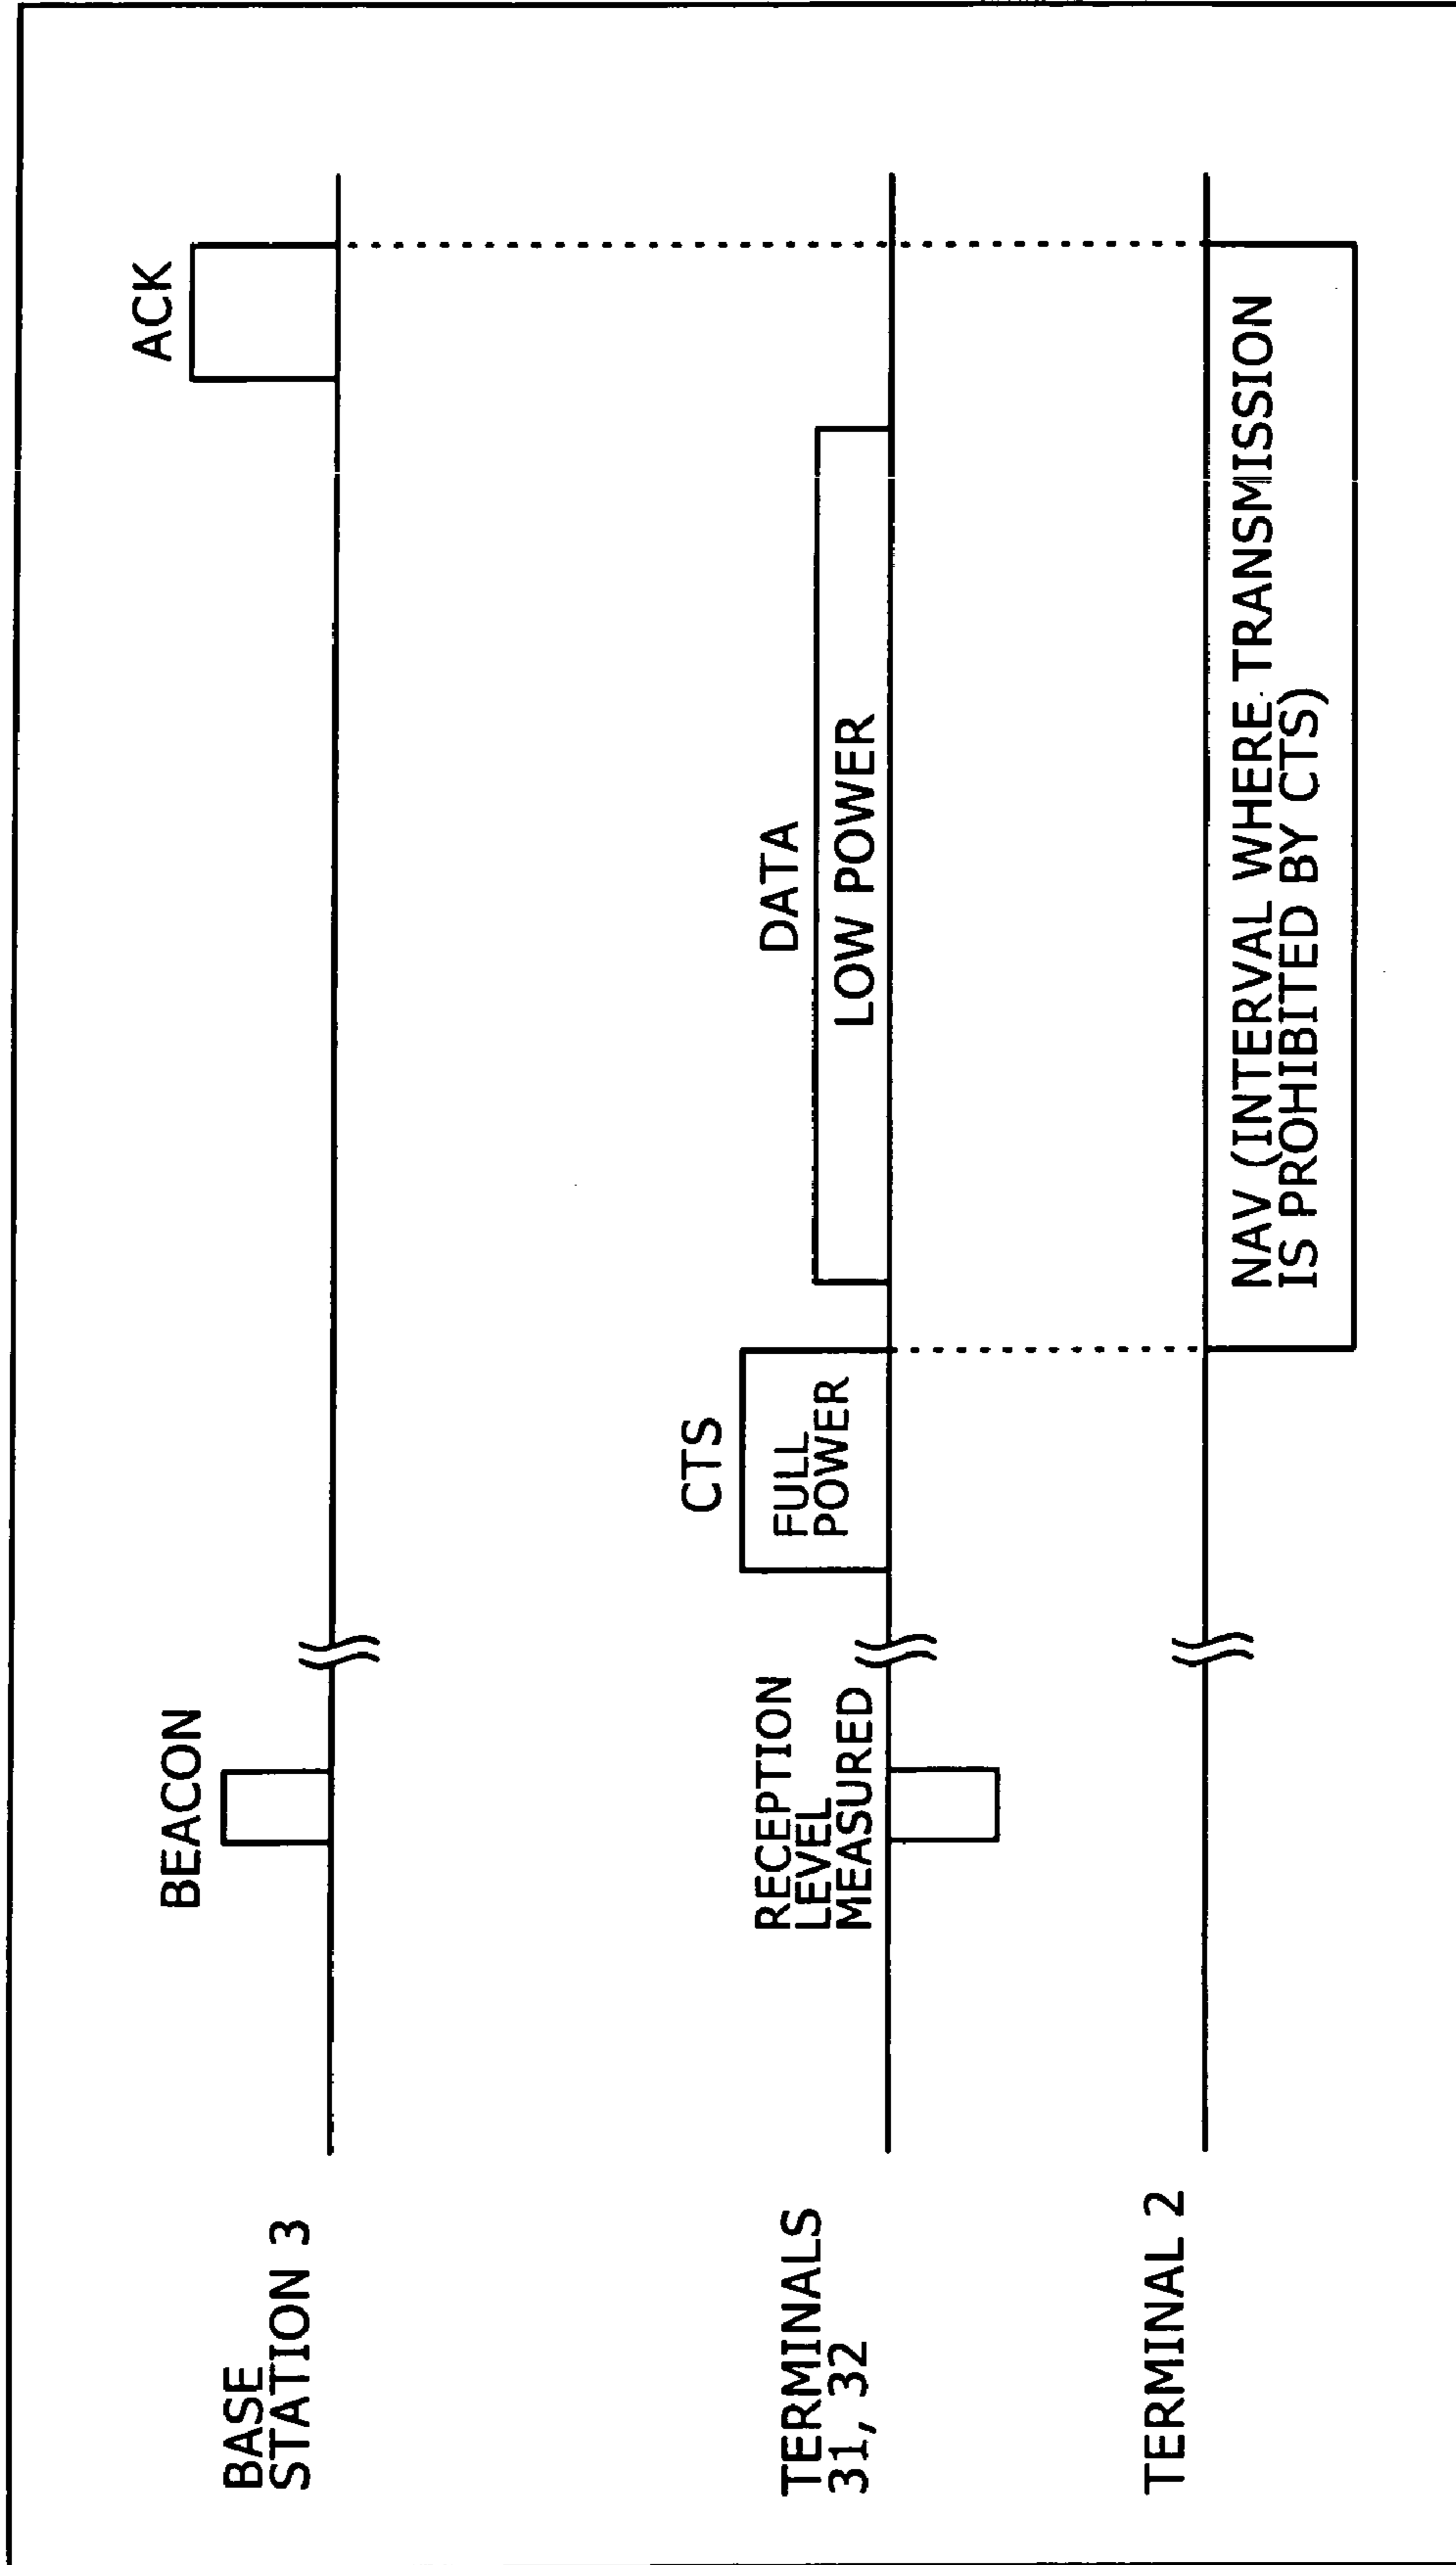 BASE
STATION 3
BEACON
ACK
TERMINALS
31, 32
RECEPTION
LEVEL
MEASURED
CTS
FULL
POWER
DATA
LOW POWER
TERMINAL 2
NAV (INTERVAL WHERE TRANSMISSION
IS PROHIBITED BY CTS)